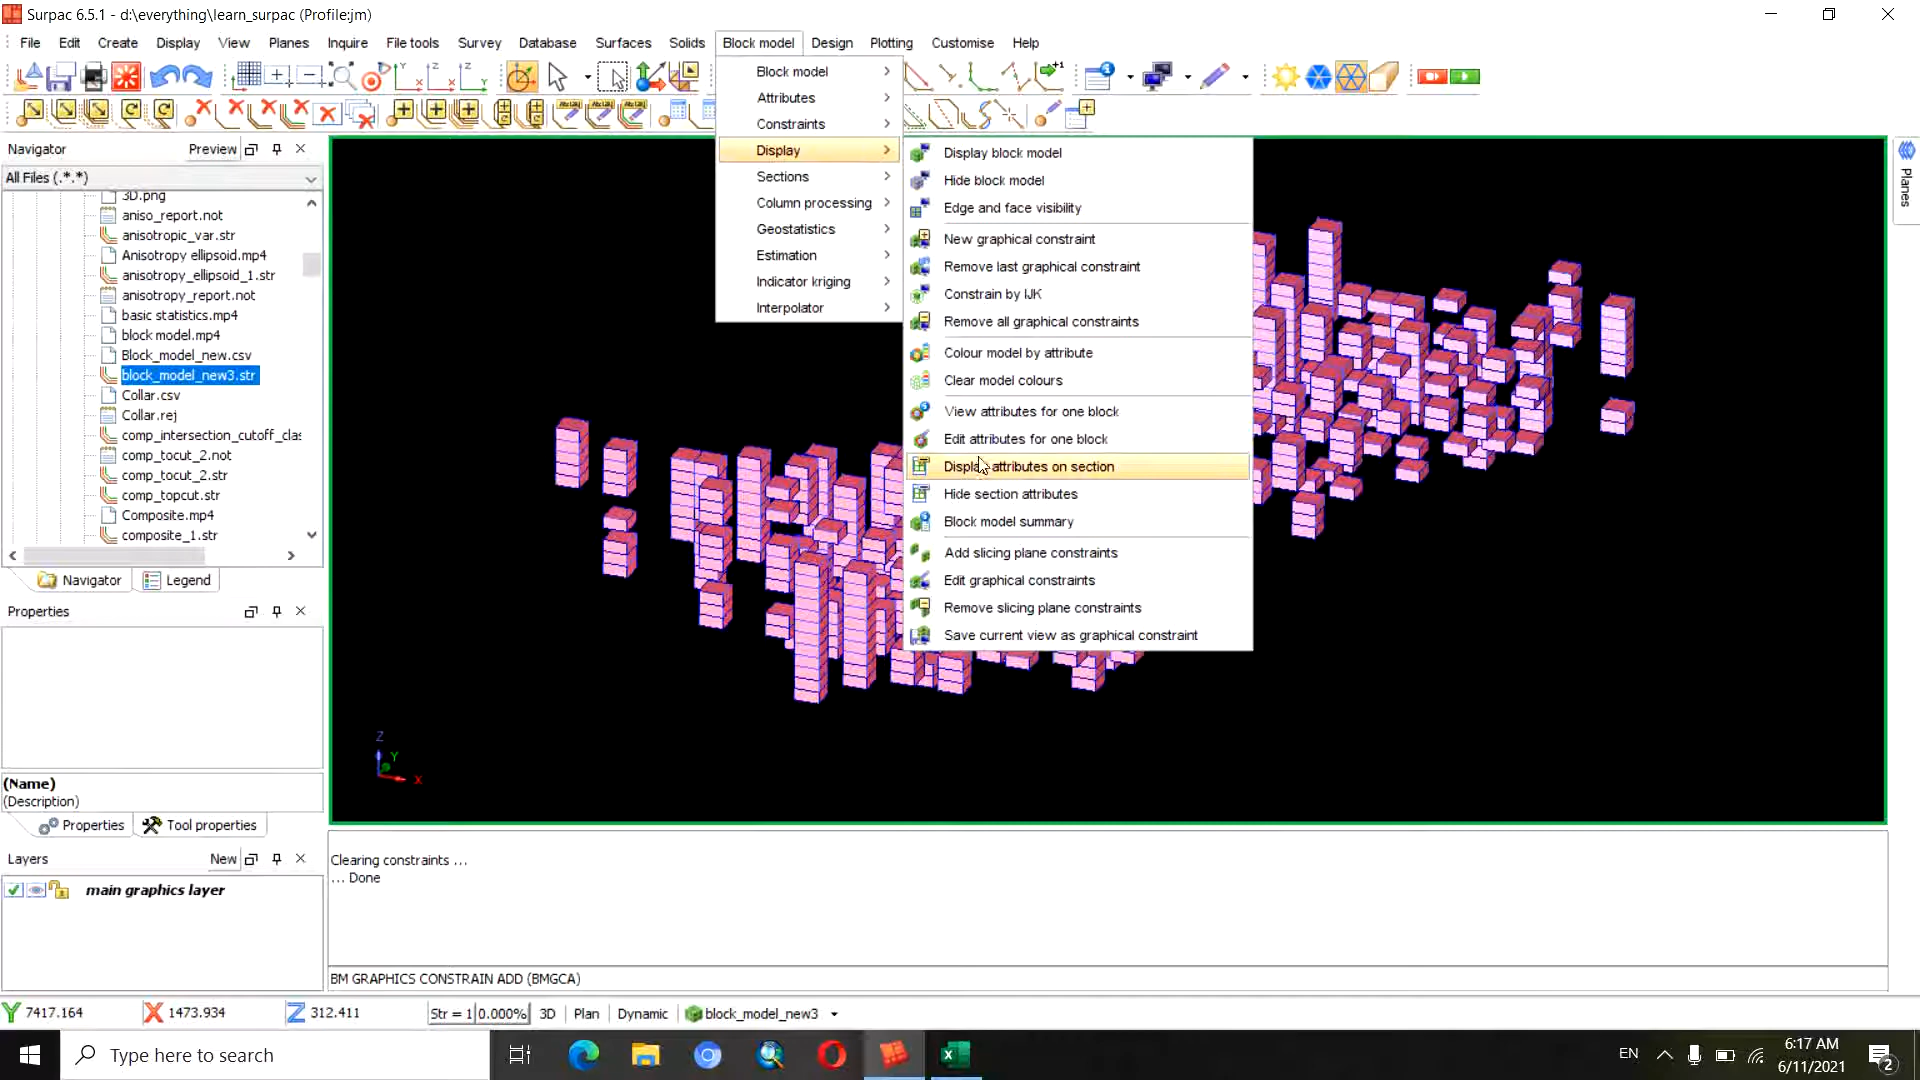 Surpac 6.5.1 - d:\everything\learn_surpac (Profile:jm)
File Edit Create Display View Planes Inquire File tools Survey Database Surfaces Solids Block model Design Plotting Customise Help
Block model
Attributes
Constraints
Display
Sections
Column processing
Geostatistics
Estimation
Indicator kriging
Interpolator
Display block model
Hide block model
Edge and face visibility
New graphical constraint
Remove last graphical constraint
Constrain by IJK
Remove all graphical constraints
Colour model by attribute
Clear model colours
View attributes for one block
Edit attributes for one block
Display attributes on section
Hide section attributes
Block model summary
Add slicing plane constraints
Edit graphical constraints
Remove slicing plane constraints
Save current view as graphical constraint
Navigator Preview
All Files (*.*)
3D.png
aniso_report.not
anisotropic_var.str
Anisotropy ellipsoid.mp4
anisotropy_ellipsoid_1.str
anisotropy_report.not
basic statistics.mp4
block model.mp4
Block_model_new.csv
block_model_new3.str
Collar.csv
Collar.rej
comp_intersection_cutoff_clas
comp_tocut_2.not
comp_tocut_2.str
comp_topcut.str
Composite.mp4
composite_1.str
Navigator Legend
Properties
(Name)
(Description)
Properties Tool properties
Layers New
main graphics layer
Planes
Z
Y
X
Clearing constraints ...
... Done
BM GRAPHICS CONSTRAIN ADD (BMGCA)
Y 7417.164 X 1473.934 Z 312.411 Str = 1 0.000% 3D Plan Dynamic block_model_new3
Type here to search
EN
6:17 AM
6/11/2021
2